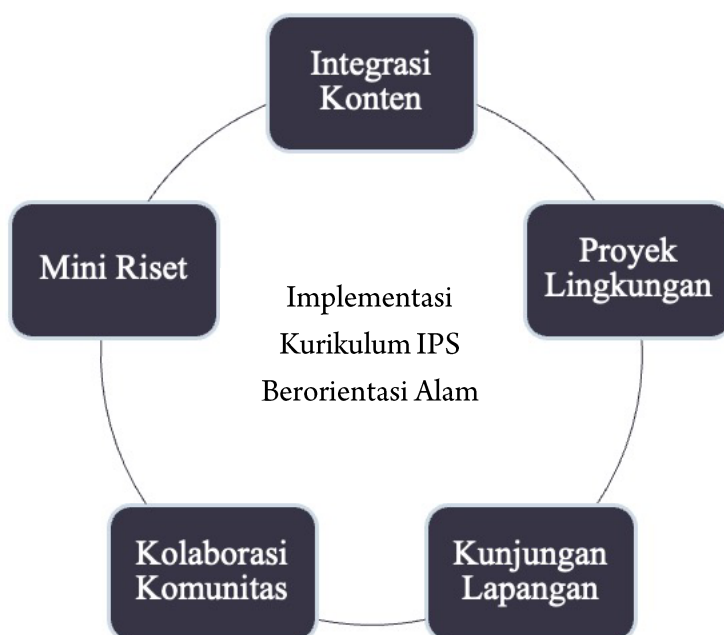 Integrasi
Konten
Proyek
Lingkungan
Kunjungan
Lapangan
Kolaborasi
Komunitas
Mini Riset
Implementasi
Kurikulum IPS
Berorientasi Alam